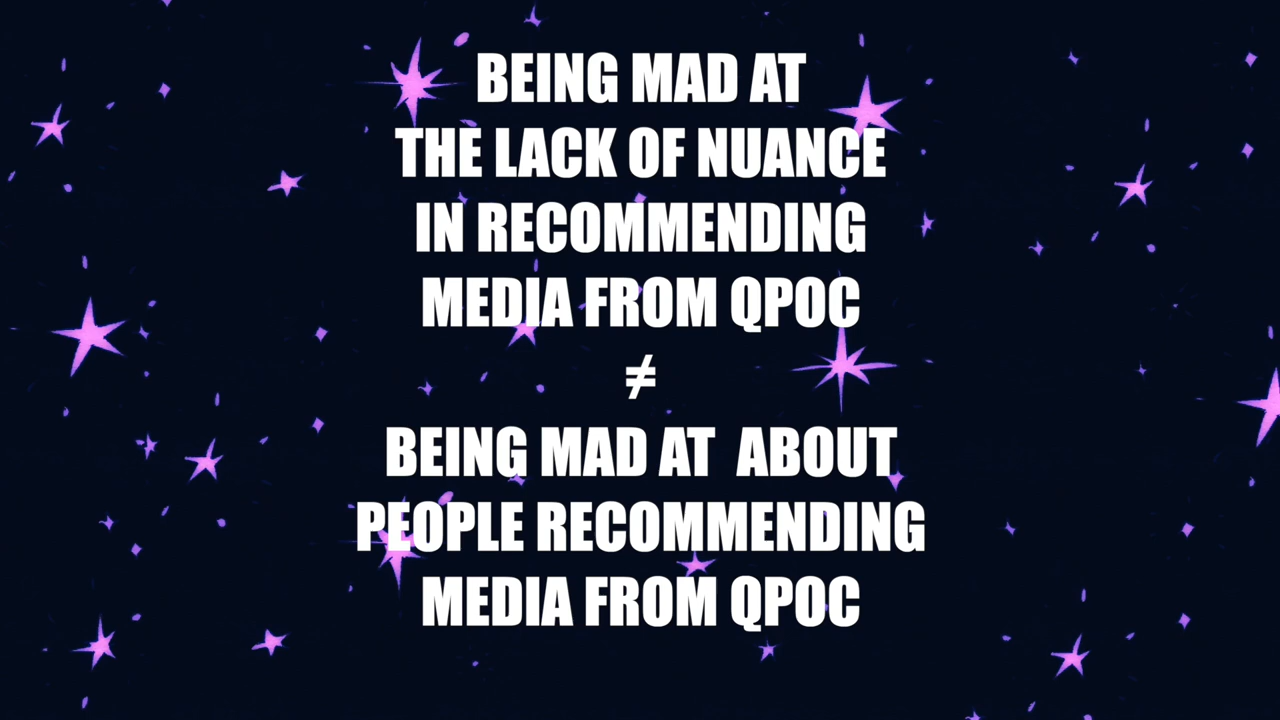 BEING MAD AT
THE LACK OF NUANCE
IN RECOMMENDING
MEDIA FROM QPOC
≠
BEING MAD AT  ABOUT
PEOPLE RECOMMENDING
MEDIA FROM QPOC